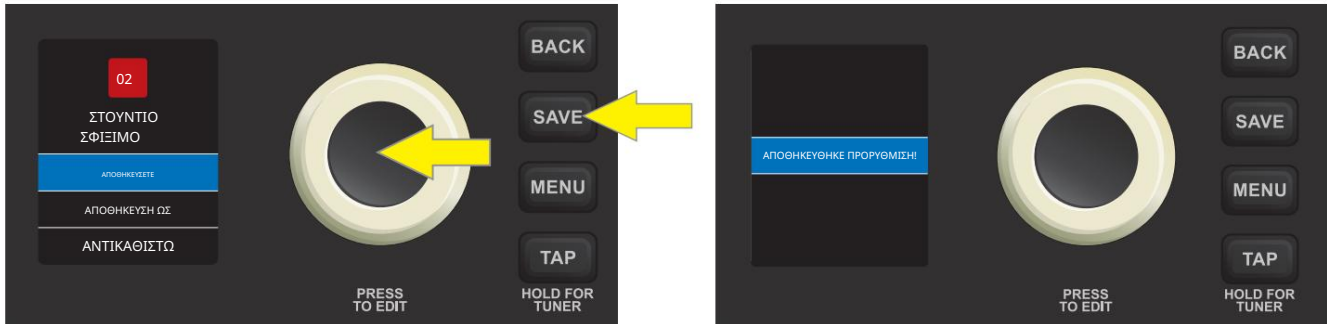 02
ΣΤΟΥΝΤΙΟ
ΣΦΙΞΙΜΟ
ΑΠΟΘΗΚΕΥΣΕΤΕ
ΑΠΟΘΗΚΕΥΣΗ ΩΣ
ΑΝΤΙΚΑΘΙΣΤΩ
PRESS
TO EDIT
BACK
SAVE
MENU
TAP
HOLD FOR
TUNER
ΑΠΟΘΗΚΕΥΘΗΚΕ ΠΡΟΡΥΘΜΙΣΗ!
PRESS
TO EDIT
BACK
SAVE
MENU
TAP
HOLD FOR
TUNER